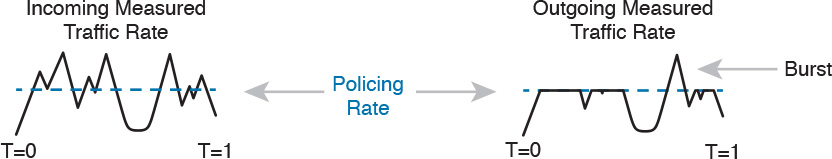 Incoming Measured
Traffic Rate
Outgoing Measured
Traffic Rate
Policing
Rate
Burst
T=0
T=1
T=0
T=1